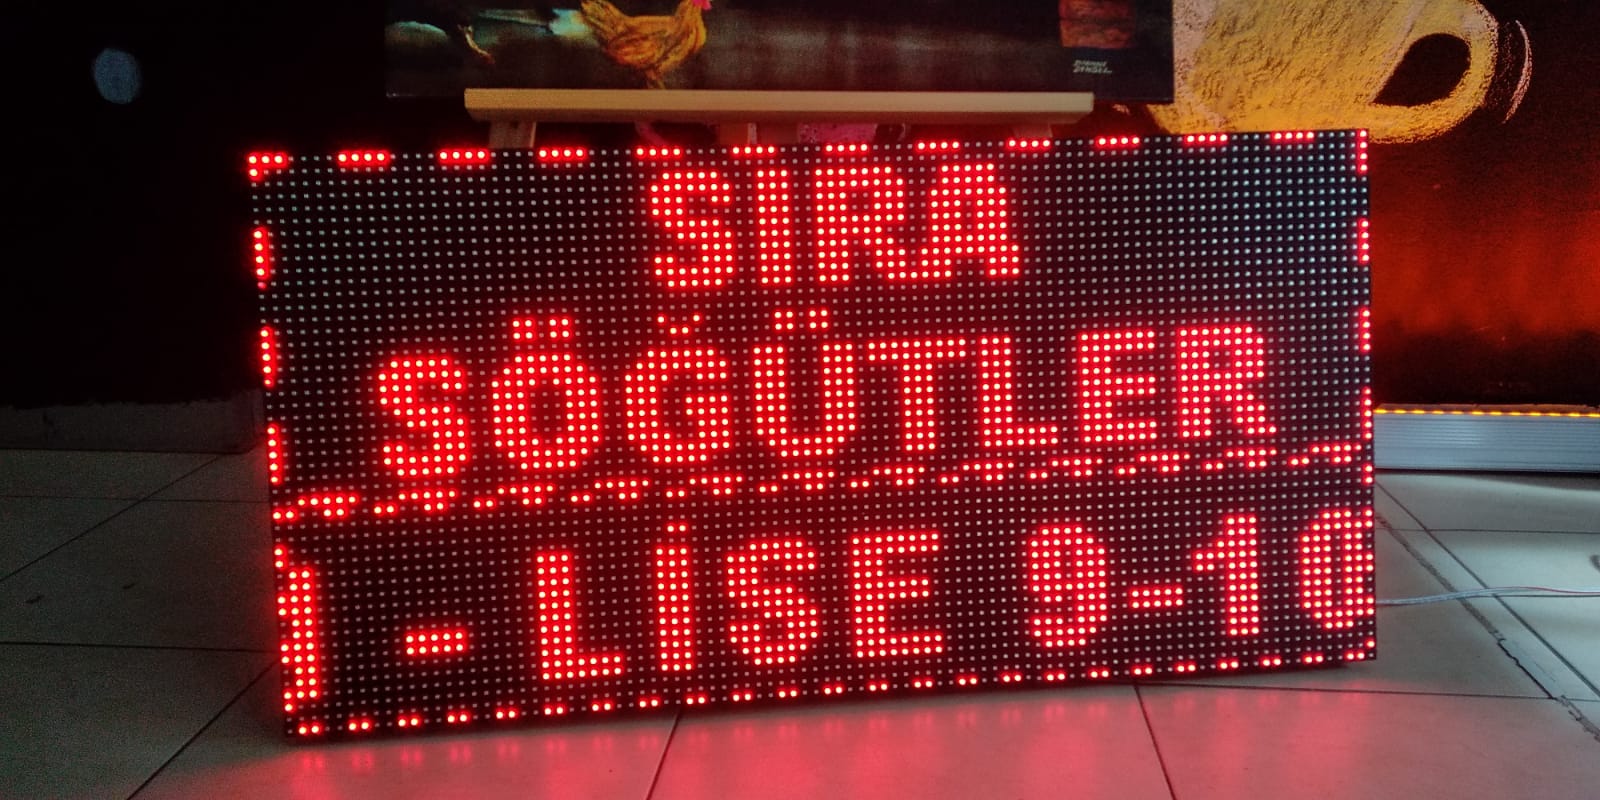 SIRA
SÖĞÜTLER
- LİSE 9-10